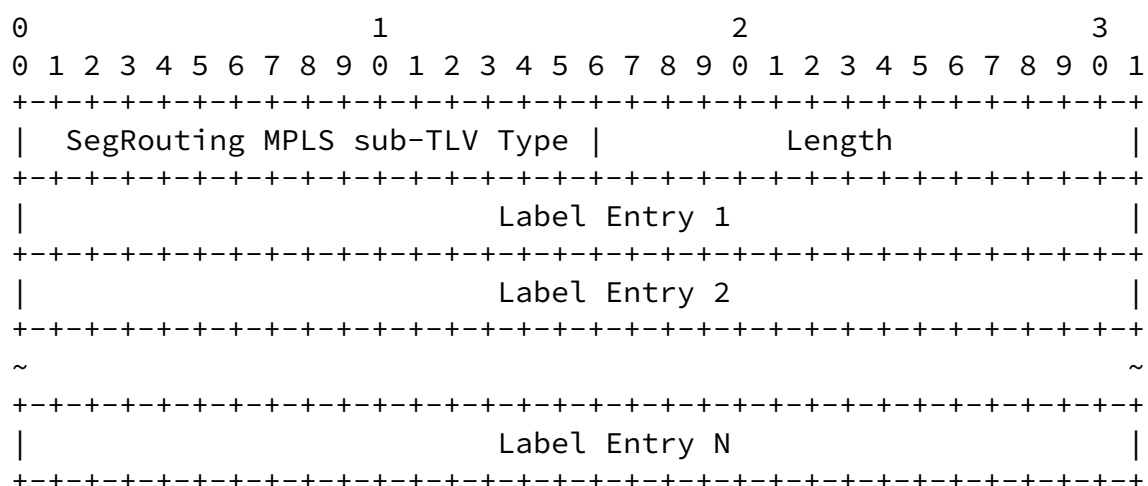 0                   1                   2                   3
 0 1 2 3 4 5 6 7 8 9 0 1 2 3 4 5 6 7 8 9 0 1 2 3 4 5 6 7 8 9 0 1
+-+-+-+-+-+-+-+-+-+-+-+-+-+-+-+-+-+-+-+-+-+-+-+-+-+-+-+-+-+-+-+
|  SegRouting MPLS sub-TLV Type |          Length             |
+-+-+-+-+-+-+-+-+-+-+-+-+-+-+-+-+-+-+-+-+-+-+-+-+-+-+-+-+-+-+-+
|                          Label Entry 1                      |
+-+-+-+-+-+-+-+-+-+-+-+-+-+-+-+-+-+-+-+-+-+-+-+-+-+-+-+-+-+-+-+
|                          Label Entry 2                      |
+-+-+-+-+-+-+-+-+-+-+-+-+-+-+-+-+-+-+-+-+-+-+-+-+-+-+-+-+-+-+-+
~                                                             ~
+-+-+-+-+-+-+-+-+-+-+-+-+-+-+-+-+-+-+-+-+-+-+-+-+-+-+-+-+-+-+-+
|                          Label Entry N                      |
+-+-+-+-+-+-+-+-+-+-+-+-+-+-+-+-+-+-+-+-+-+-+-+-+-+-+-+-+-+-+-+